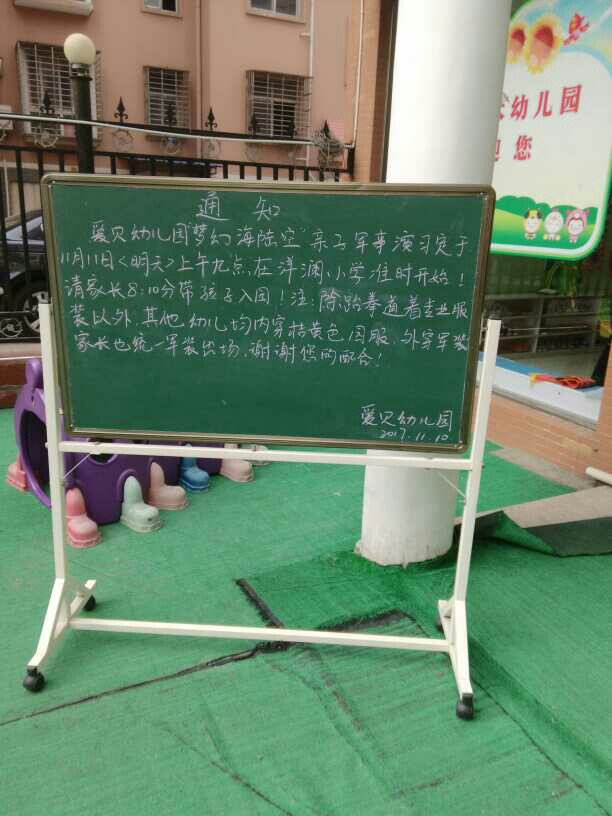 通知
爱贝幼儿园"梦幻海陆空"亲子军事演习定于
11月11日<明天>上午九点在洋澜小学准时开始!
请家长8:10分带孩子入园!注:除跆拳道着专业服
装以外,其他幼儿均内穿桔黄色园服,外穿军装
家长也统一军装出场,谢谢您的配合!
爱贝幼儿园
2017.11.10
幼儿园
迎您